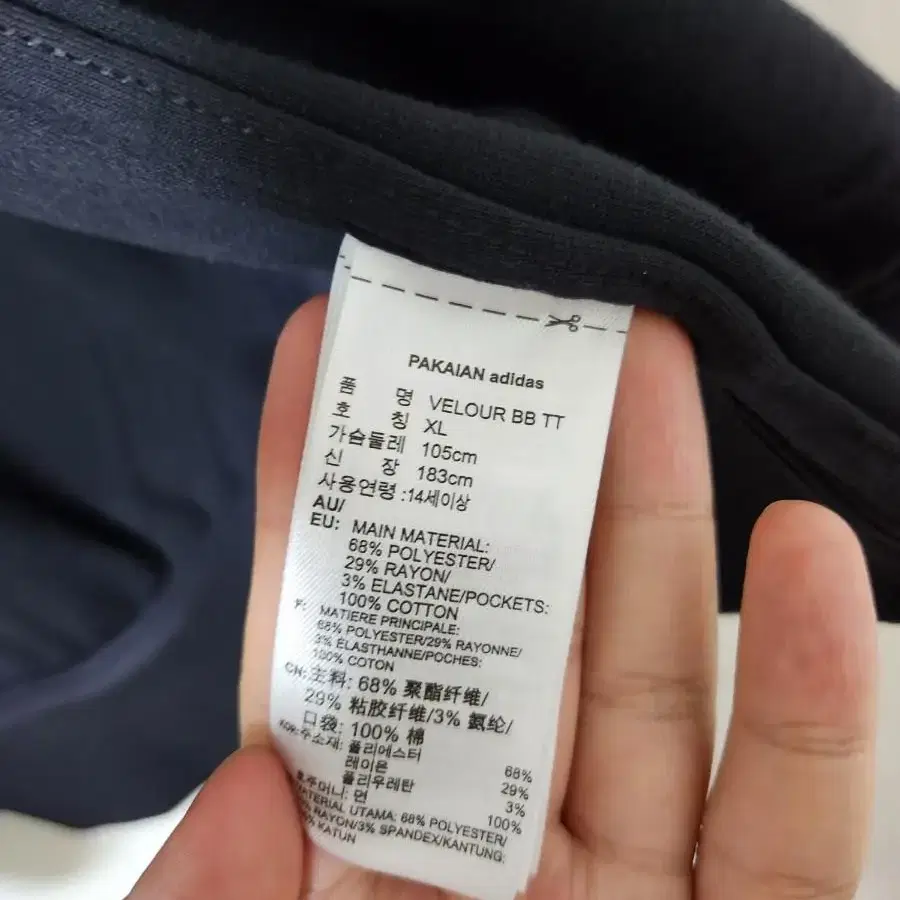 PAKAIAN adidas
품 명 VELOUR BB TT
호 칭 XL
가슴둘레 105cm
신 장 183cm
사용연령 :14세이상
AU/
EU: MAIN MATERIAL:
68% POLYESTER/
29% RAYON/
3% ELASTANE/POCKETS:
100% COTTON
F: MATIERE PRINCIPALE:
68% POLYESTER/29% RAYONNE/
3% ELASTHANNE/POCHES:
100% COTON
CH: 主料: 68% 聚酯纤维/
29% 粘胶纤维/3% 氨纶/
口袋: 100% 棉
KOR: 주소재: 폴리에스터 68%
레이온 29%
폴리우레탄 3%
주머니: 면 100%
MATERIAL UTAMA: 68% POLYESTER/
RAYON/3% SPANDEX/KANTUNG:
KATUN